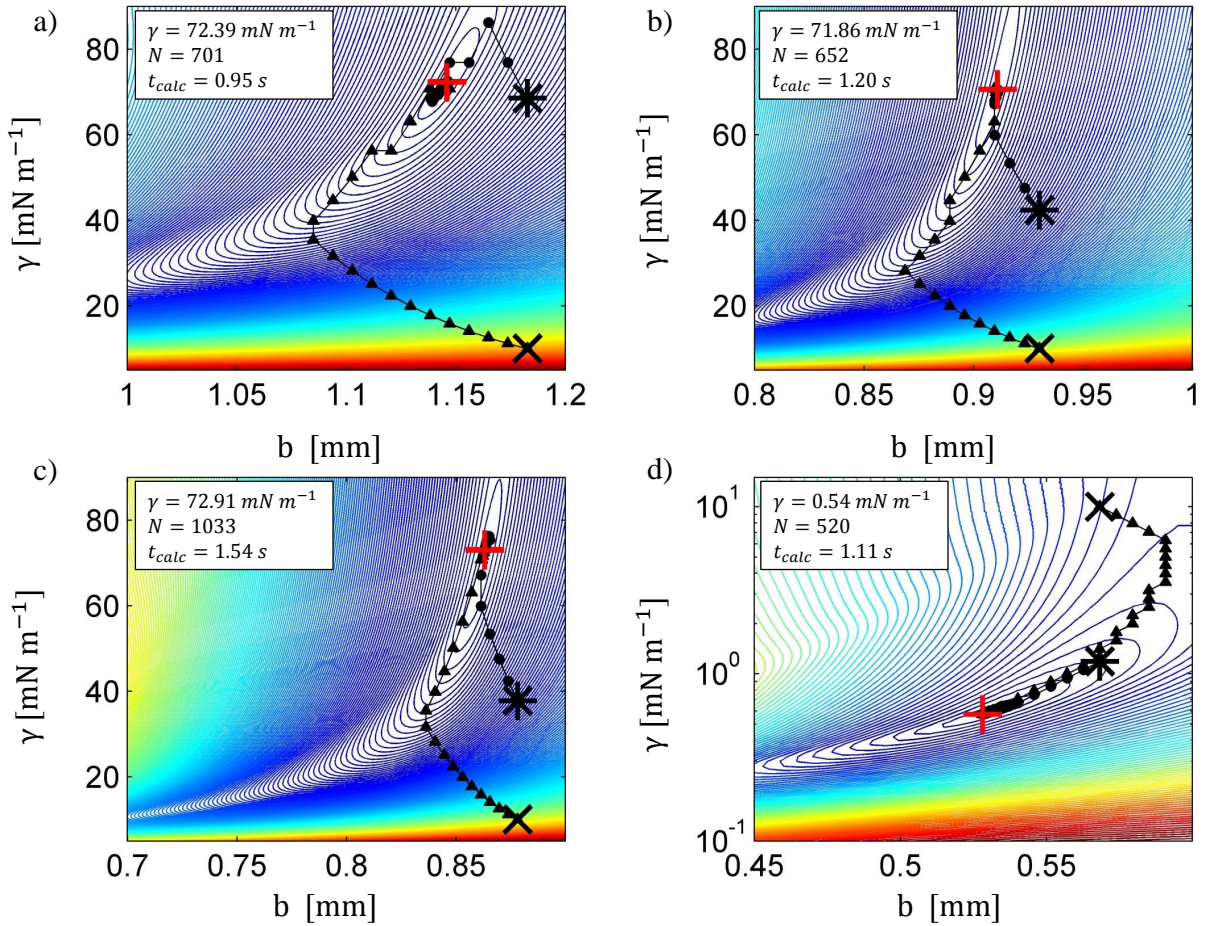 a)
γ = 72.39 mN m⁻¹
N = 701
t_calc = 0.95 s
80
60
40
20
γ [mN m⁻¹]
1 1.05 1.1 1.15 1.2
b [mm]
b)
γ = 71.86 mN m⁻¹
N = 652
t_calc = 1.20 s
80
60
40
20
γ [mN m⁻¹]
0.8 0.85 0.9 0.95 1
b [mm]
c)
γ = 72.91 mN m⁻¹
N = 1033
t_calc = 1.54 s
80
60
40
20
γ [mN m⁻¹]
0.7 0.75 0.8 0.85
b [mm]
d)
γ = 0.54 mN m⁻¹
N = 520
t_calc = 1.11 s
10¹
10⁰
10⁻¹
γ [mN m⁻¹]
0.45 0.5 0.55
b [mm]